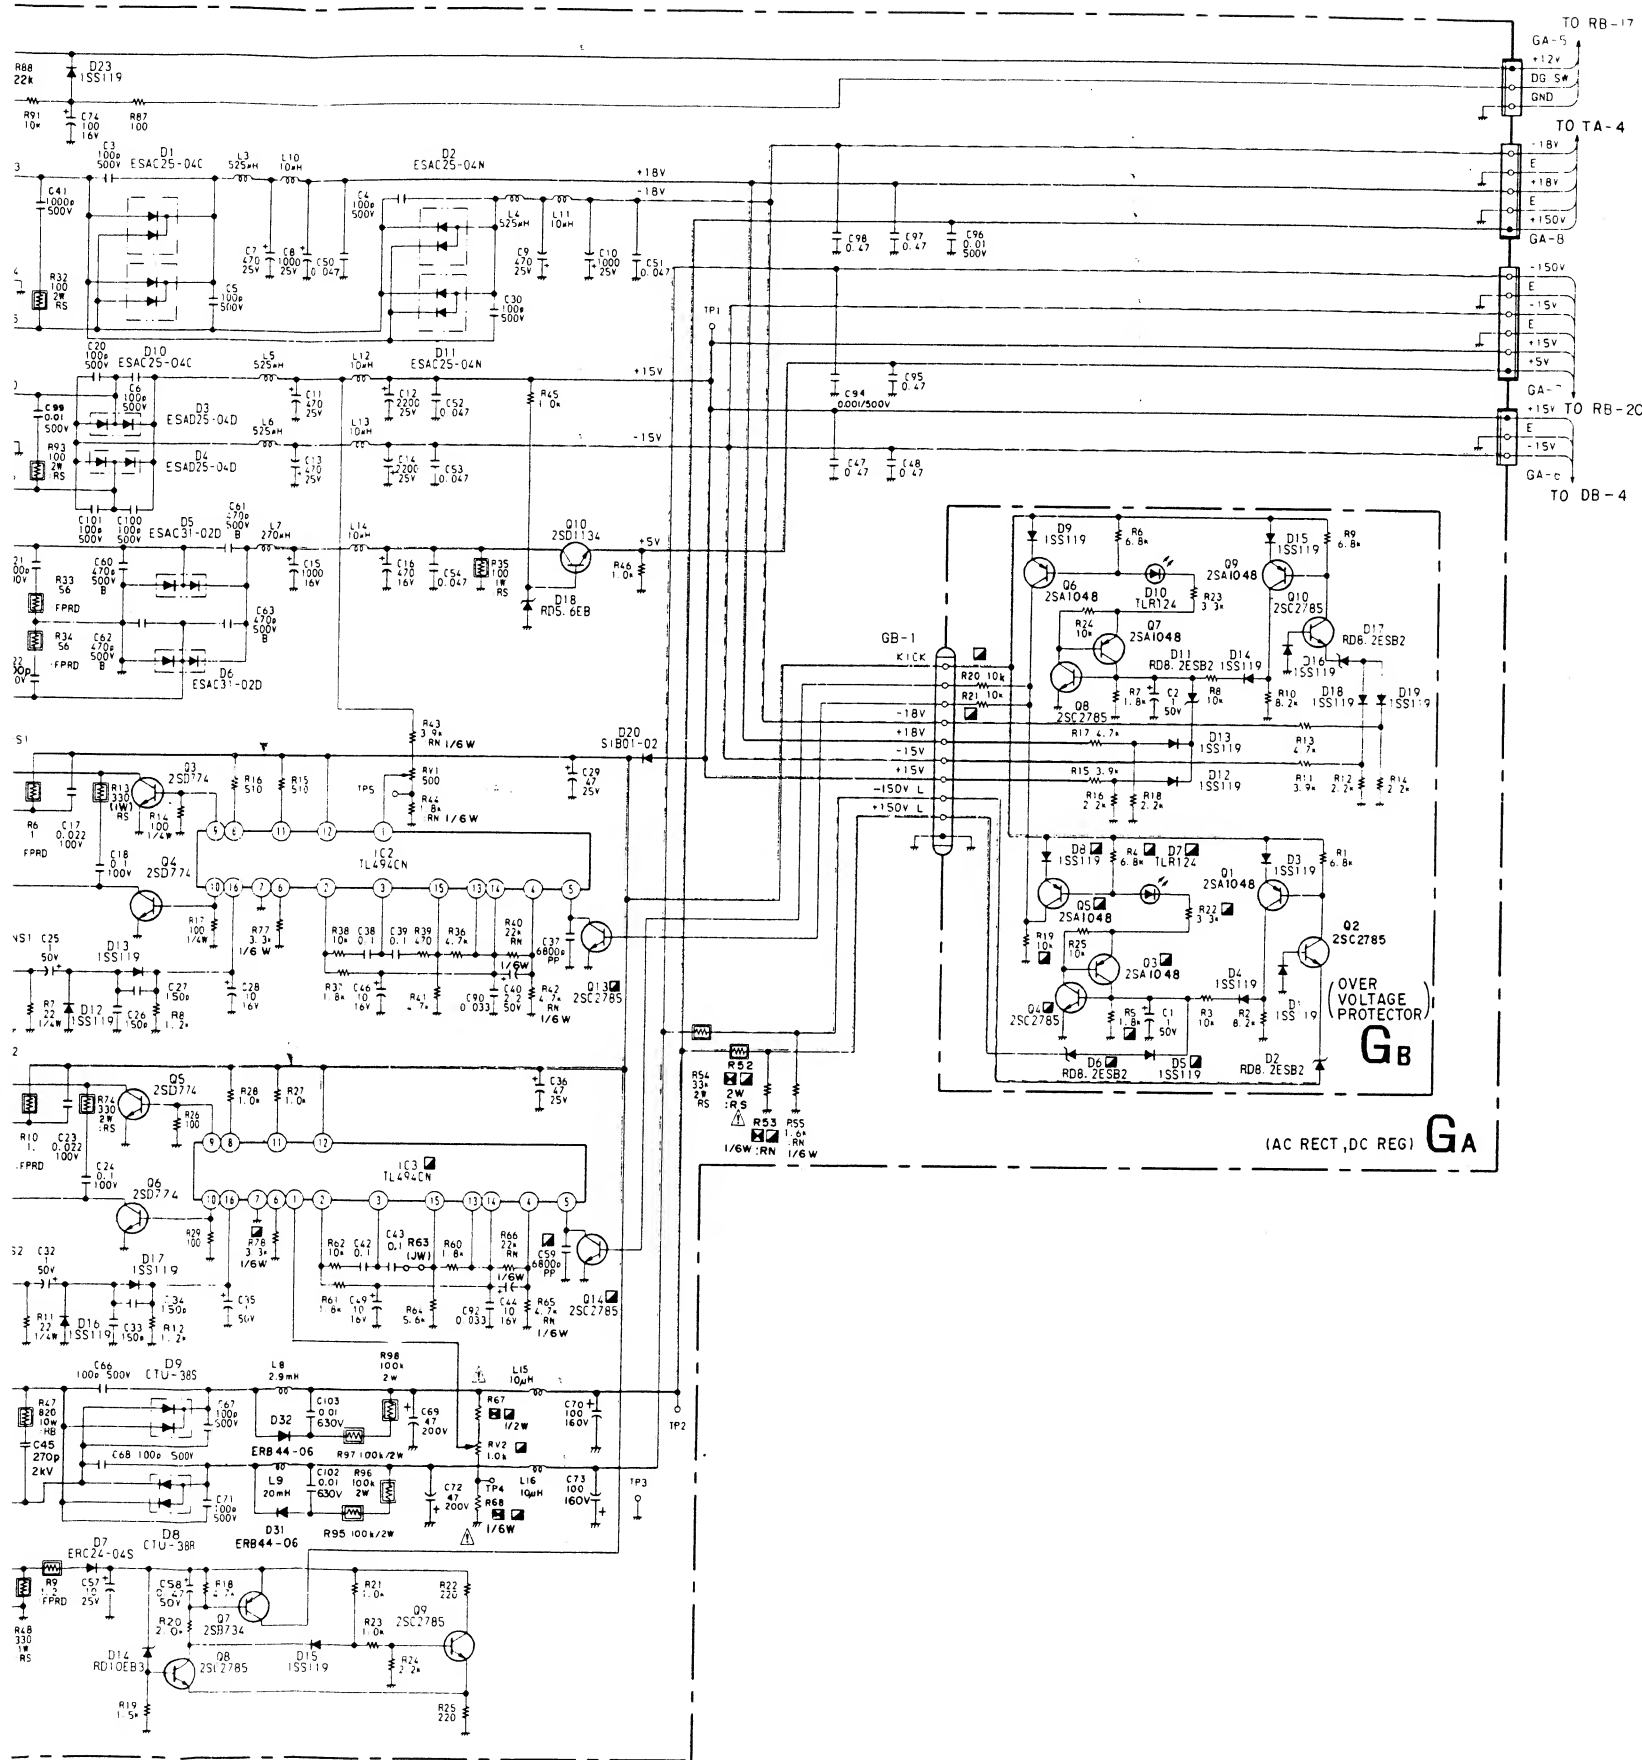 TO RB-17
GA-5
+12V
DG SW
GND
TO TA-4
-18V
E
+18V
E
+150V
GA-8
-150V
E
-15V
E
+15V
+5V
TO RB-20
+15V
E
-15V
TO DB-4
R88
22k
D23
1SS119
R91
10k
C74
100
16V
R87
100
C3
100p
500V
D1
ESAC25-04C
L3
525μH
L10
10μH
D2
ESAC25-04N
+18V
-18V
C41
1000p
500V
C4
100p
500V
L4
525μH
L11
10μH
R32
100
2W
RS
C5
100p
500V
C7
470
25V
C8
1000
25V
C50
0.047
C9
470
25V
C10
1000
25V
C51
0.047
C30
100p
500V
C98
0.47
C97
0.47
C96
0.01
500V
TP1
C20
100p
500V
D10
ESAC25-04C
C6
100p
500V
L5
525μH
L12
10μH
D11
ESAC25-04N
+15V
C99
0.01
500V
D3
ESAD25-04D
C11
470
25V
C12
2200
25V
C52
0.047
R45
1.0k
C94
0.001/500V
C95
0.47
R93
100
2W
:RS
D4
ESAD25-04D
L6
525μH
L13
10μH
-15V
C13
470
25V
C14
2200
25V
C53
0.047
C47
0.47
C48
0.47
C101
100p
500V
C100
100p
500V
D5
ESAC31-02D
C61
470p
500V
B
L7
270μH
L14
10μH
Q10
2SD1134
+5V
R33
56
FPRD
C60
470p
500V
B
C15
1000
16V
C16
470
16V
C54
0.047
R35
100
1W
RS
R46
1.0k
D18
RD5.6EB
R34
56
:FPRD
C62
470p
500V
B
C63
470p
500V
B
D6
ESAC31-02D
R43
3.9k
RN 1/6W
RV1
500
TP5
R44
1.8k
:RN 1/6W
D20
S1B01-02
C29
47
25V
R6
1
FPRD
C17
0.022
100V
R13
330
(1W)
RS
Q3
2SD774
R14
100
1/4W
R16
510
R15
510
9 8 11 12 1
IC2
TL494CN
10 16 7 6 2 3 15 13 14 4 5
C18
0.1
100V
Q4
2SD774
C25
1
50V
D13
1SS119
R17
100
1/4W
R77
3.3k
1/6W
R38
10k
C38
0.1
C39
0.1
R39
470
R36
4.7k
R40
22k
RN
1/6W
C37
6800p
PP
Q13
2SC2785
R7
22
1/4W
D12
1SS119
C26
150p
C27
150p
R8
1.2k
C28
10
16V
R37
1.8k
C46
10
16V
R41
C90
0.033
C40
2.2
50V
R42
4.7k
RN
1/6W
R10
1.
:FPRD
C23
0.022
100V
R74
330
2W
:RS
Q5
2SD774
R26
100
R28
1.0k
R27
1.0k
C36
47
25V
9 8 11 12
IC3
TL494CN
10 16 7 6 1 2 3 15 13 14 4 5
C24
0.1
100V
Q6
2SD774
C32
1
50V
D17
1SS119
R29
100
R78
3.3k
1/6W
R62
10k
C42
0.1
C43
0.1
R63
(JW)
R60
1.8k
R66
22k
RN
1/6W
C59
6800p
PP
Q14
2SC2785
R11
22
1/4W
D16
1SS119
C33
150p
C34
150p
R12
1.2k
C35
1
50V
R61
1.8k
C49
10
16V
R64
5.6k
C92
0.033
C44
10
16V
R65
4.7k
RN
1/6W
C66
100p 500V
D9
CTU-38S
C67
100p
500V
L8
2.9mH
C103
0.01
630V
D32
ERB44-06
R97 100k/2W
R98
100k
2W
C69
47
200V
R67
1/2W
RV2
1.0k
L15
10μH
C70
100
160V
TP2
R47
820
10W
:RB
C45
270p
2kV
C68 100p 500V
D8
CTU-38R
C71
100p
500V
L9
20mH
C102
0.01
630V
R96
100k
2W
D31
ERB44-06
R95 100k/2W
C72
47
200V
TP4
R68
1/6W
L16
10μH
C73
100
160V
TP3
D7
ERC24-04S
R9
1.2
FPRD
C57
10
25V
R48
330
1W
RS
C58
0.47
50V
R18
4.7k
Q7
2SB734
R20
2.0k
Q8
2SC2785
D14
RD10EB3
R19
1.5k
D15
1SS119
R21
1.0k
R23
1.0k
R24
2.2k
R22
220
Q9
2SC2785
R25
220
R54
33k
2W
RS
R52
2W
:RS
R53
1/6W :RN
R55
1.6k
:RN
1/6W
GB-1
KICK
-18V
+18V
-15V
+15V
-150V L
+150V L
D9
1SS119
R6
6.8k
Q6
2SA1048
D10
TLR124
R23
3.3k
Q9
2SA1048
D15
1SS119
R9
6.8k
Q10
2SC2785
D17
RD8.2ESB2
R24
10k
Q7
2SA1048
D11
RD8.2ESB2
D14
1SS119
D16
1SS119
R20 10k
R21 10k
Q8
2SC2785
R7
1.8k
C2
1
50V
R8
10k
R10
8.2k
D18
1SS119
D19
1SS119
R17 4.7k
D13
1SS119
R13
4.7k
R15 3.9k
D12
1SS119
R16
2.2k
R18
2.2k
R11
3.9k
R12
2.2k
R14
2.2k
D8
1SS119
R4
6.8k
D7
TLR124
Q5
2SA1048
Q1
2SA1048
D3
1SS119
R1
6.8k
R22
3.3k
R19
10k
R25
10k
Q3
2SA1048
Q4
2SC2785
Q2
2SC2785
D4
1SS119
D1
1SS119
R5
1.8k
C1
1
50V
R3
10k
R2
8.2k
D6
RD8.2ESB2
D5
1SS119
D2
RD8.2ESB2
(OVER
VOLTAGE
PROTECTOR)
GB
(AC RECT,DC REG) GA